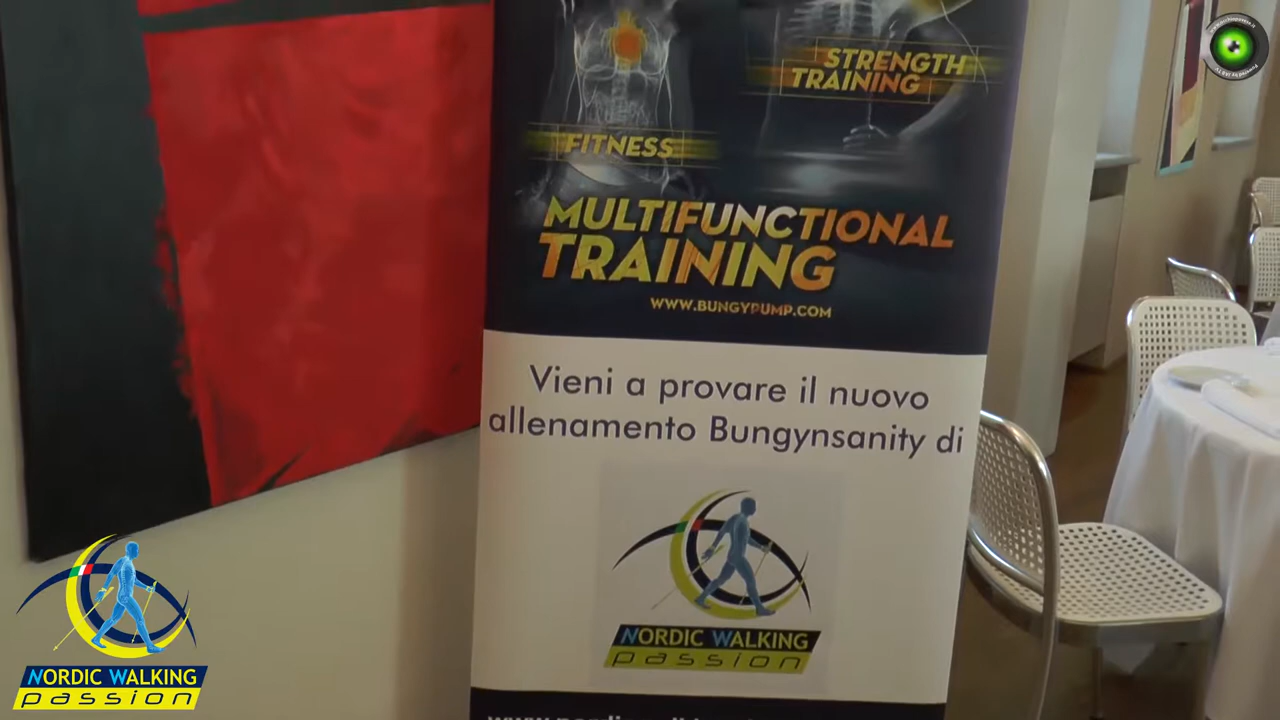 STRENGTH
TRAINING
FITNESS
MULTIFUNCTIONAL
TRAINING
WWW.BUNGYPUMP.COM
Vieni a provare il nuovo
allenamento Bungynsanity di
NORDIC WALKING
passion
NORDIC WALKING
passion